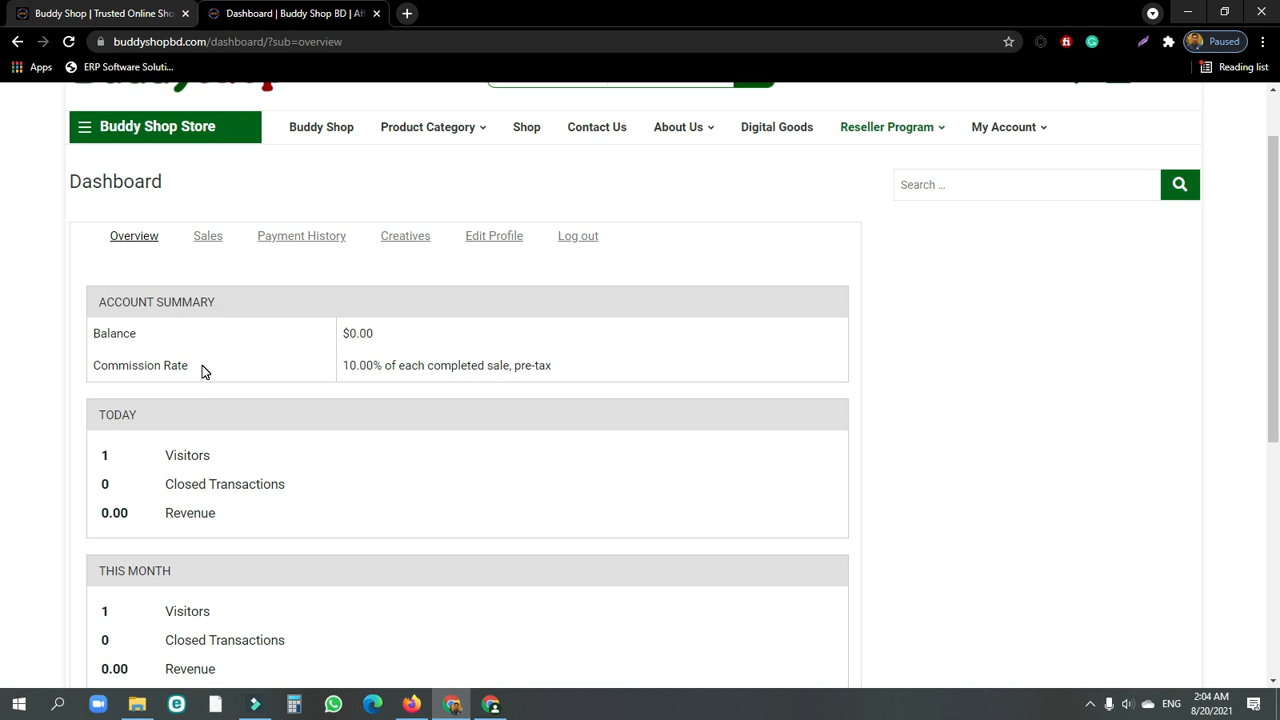 Buddy Shop | Trusted Online Sho
Dashboard | Buddy Shop BD | Af
buddyshopbd.com/dashboard/?sub=overview
Paused
Apps
ERP Software Soluti...
Reading list
Buddy Shop Store
Buddy Shop
Product Category
Shop
Contact Us
About Us
Digital Goods
Reseller Program
My Account
Dashboard
Search ...
Overview
Sales
Payment History
Creatives
Edit Profile
Log out
ACCOUNT SUMMARY
Balance
$0.00
Commission Rate
10.00% of each completed sale, pre-tax
TODAY
1 Visitors
0 Closed Transactions
0.00 Revenue
THIS MONTH
1 Visitors
0 Closed Transactions
0.00 Revenue
ENG
2:04 AM
8/20/2021